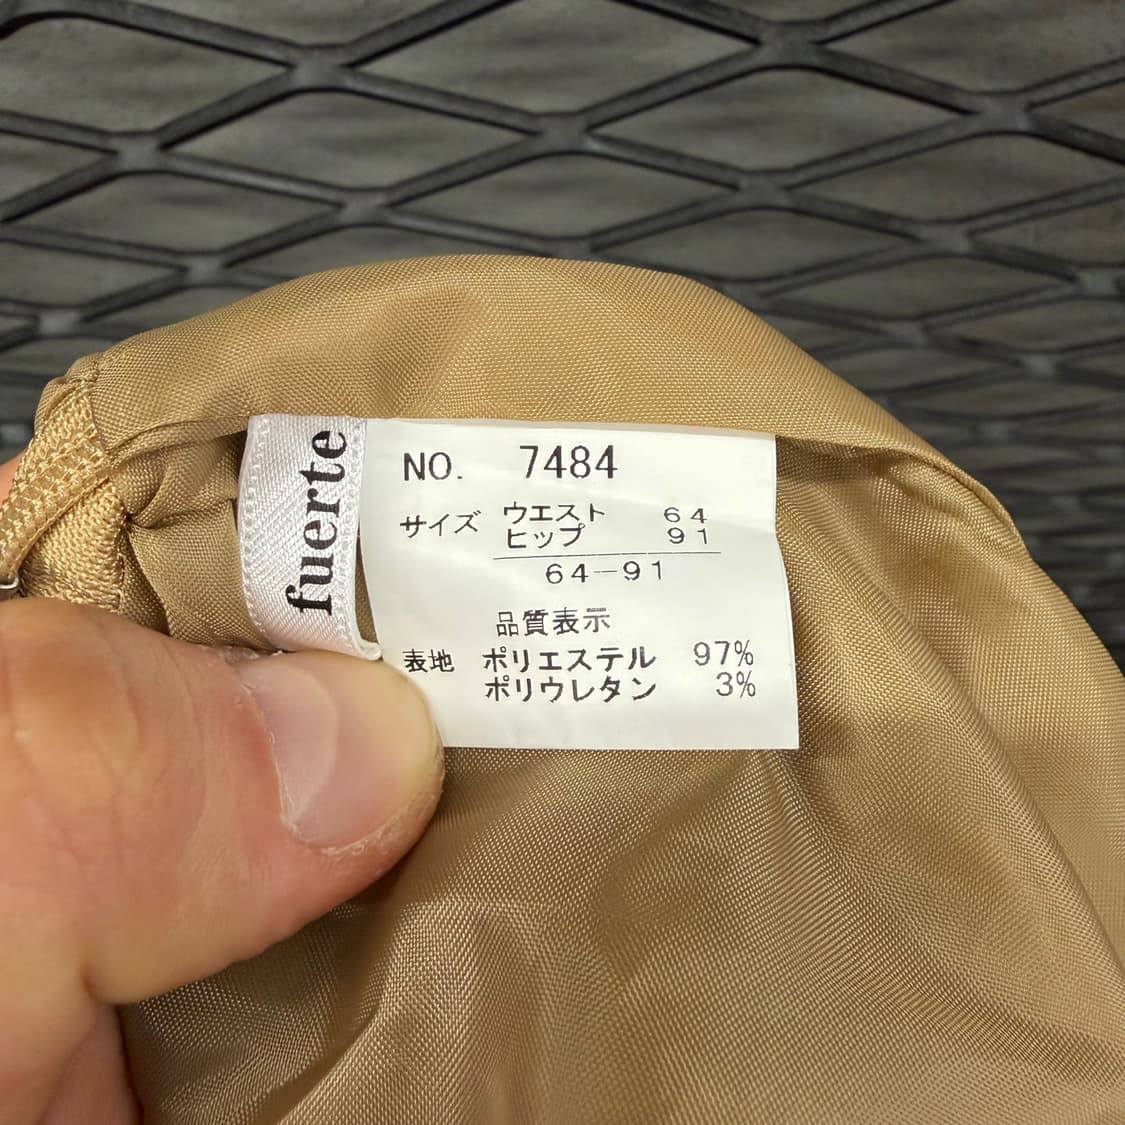 fuerte
NO. 7484
サイズ ウエスト 64
ヒップ 91
64-91
品質表示
表地 ポリエステル 97%
ポリウレタン 3%